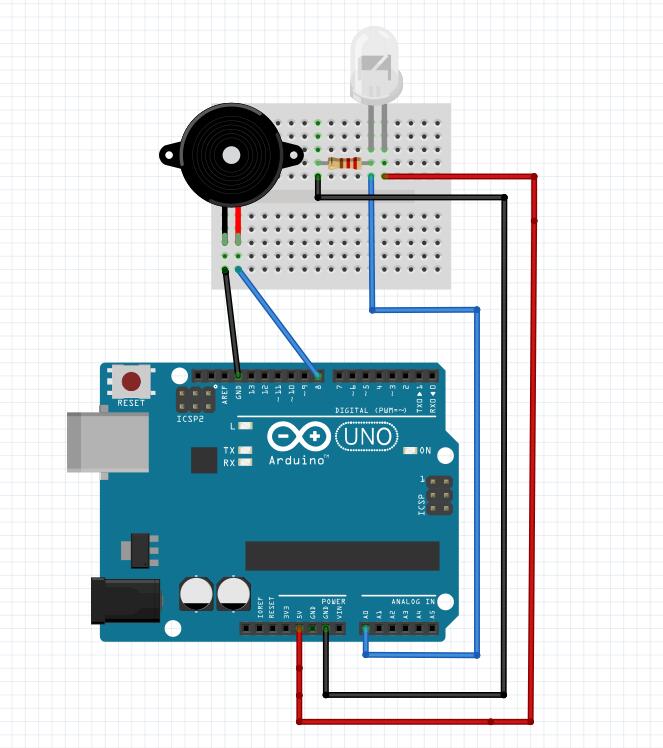 RESET
ICSP2
AREF
GND
13
12
~11
~10
~9
8
7
~6
~5
4
~3
2
TX0▶1
RX0◀0
DIGITAL (PWM=~)
L
TX
RX
UNO
ON
Arduino™
1
ICSP
POWER
ANALOG IN
IOREF
RESET
3V3
5V
GND
GND
VIN
A0
A1
A2
A3
A4
A5